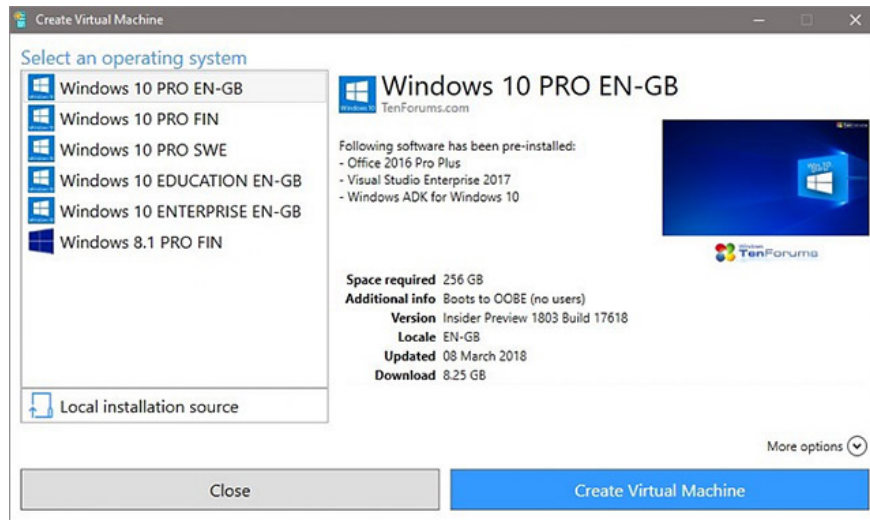 Create Virtual Machine
Select an operating system
Windows 10 PRO EN-GB
Windows 10 PRO FIN
Windows 10 PRO SWE
Windows 10 EDUCATION EN-GB
Windows 10 ENTERPRISE EN-GB
Windows 8.1 PRO FIN
Local installation source
Windows 10 PRO EN-GB
TenForums.com
Following software has been pre-installed:
- Office 2016 Pro Plus
- Visual Studio Enterprise 2017
- Windows ADK for Windows 10
TenForums
Space required 256 GB
Additional info Boots to OOBE (no users)
Version Insider Preview 1803 Build 17618
Locale EN-GB
Updated 08 March 2018
Download 8.25 GB
More options
Close
Create Virtual Machine